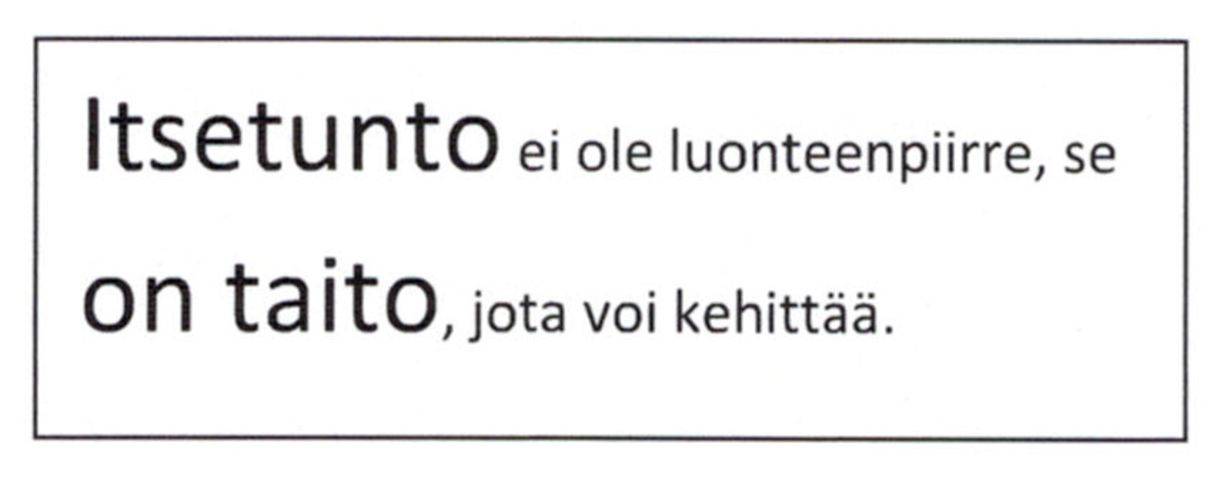 Itsetunto ei ole luonteenpiirre, se
on taito, jota voi kehittää.